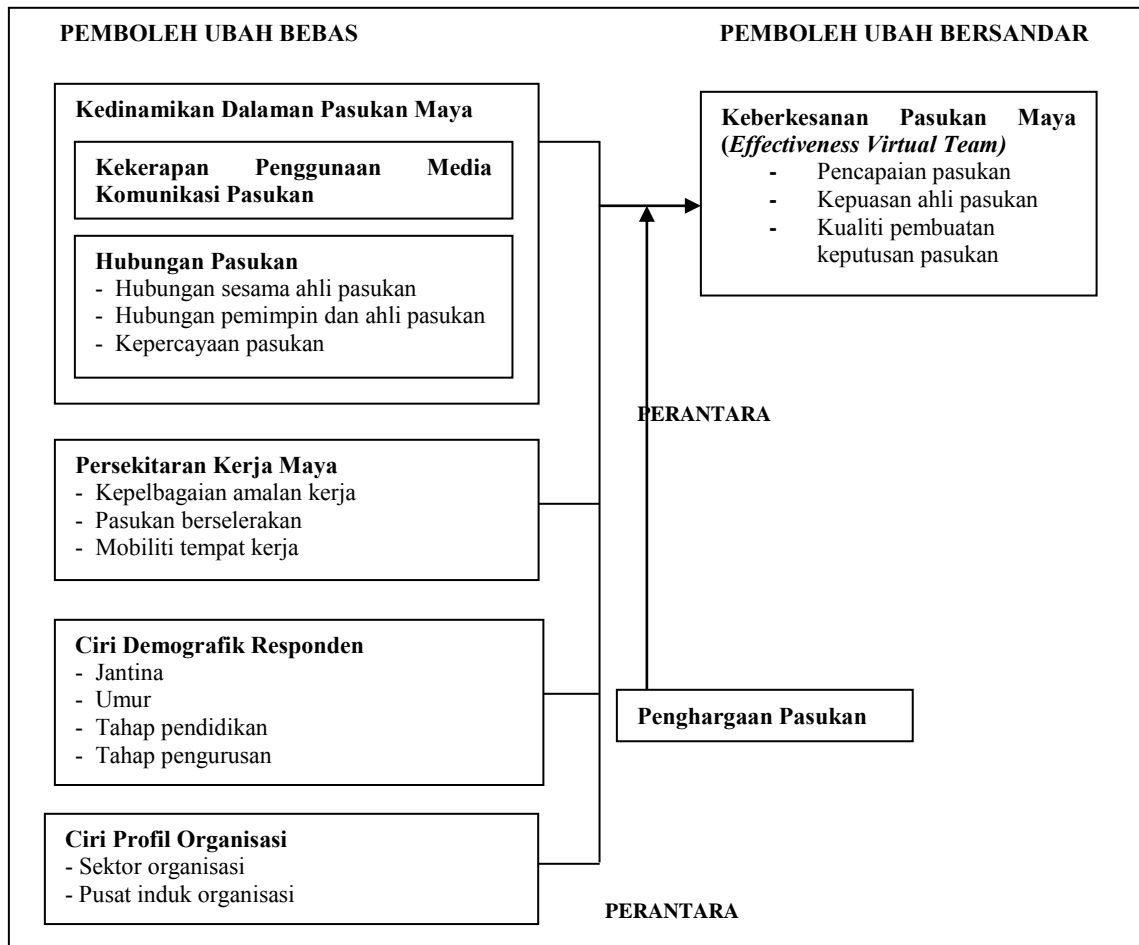 PEMBOLEH UBAH BEBAS
PEMBOLEH UBAH BERSANDAR
Kedinamikan Dalaman Pasukan Maya
Kekerapan Penggunaan Media
Komunikasi Pasukan
Hubungan Pasukan
- Hubungan sesama ahli pasukan
- Hubungan pemimpin dan ahli pasukan
- Kepercayaan pasukan
Keberkesanan Pasukan Maya
(Effectiveness Virtual Team)
- Pencapaian pasukan
- Kepuasan ahli pasukan
- Kualiti pembuatan
keputusan pasukan
PERANTARA
Persekitaran Kerja Maya
- Kepelbagaian amalan kerja
- Pasukan berselerakan
- Mobiliti tempat kerja
Ciri Demografik Responden
- Jantina
- Umur
- Tahap pendidikan
- Tahap pengurusan
Penghargaan Pasukan
Ciri Profil Organisasi
- Sektor organisasi
- Pusat induk organisasi
PERANTARA